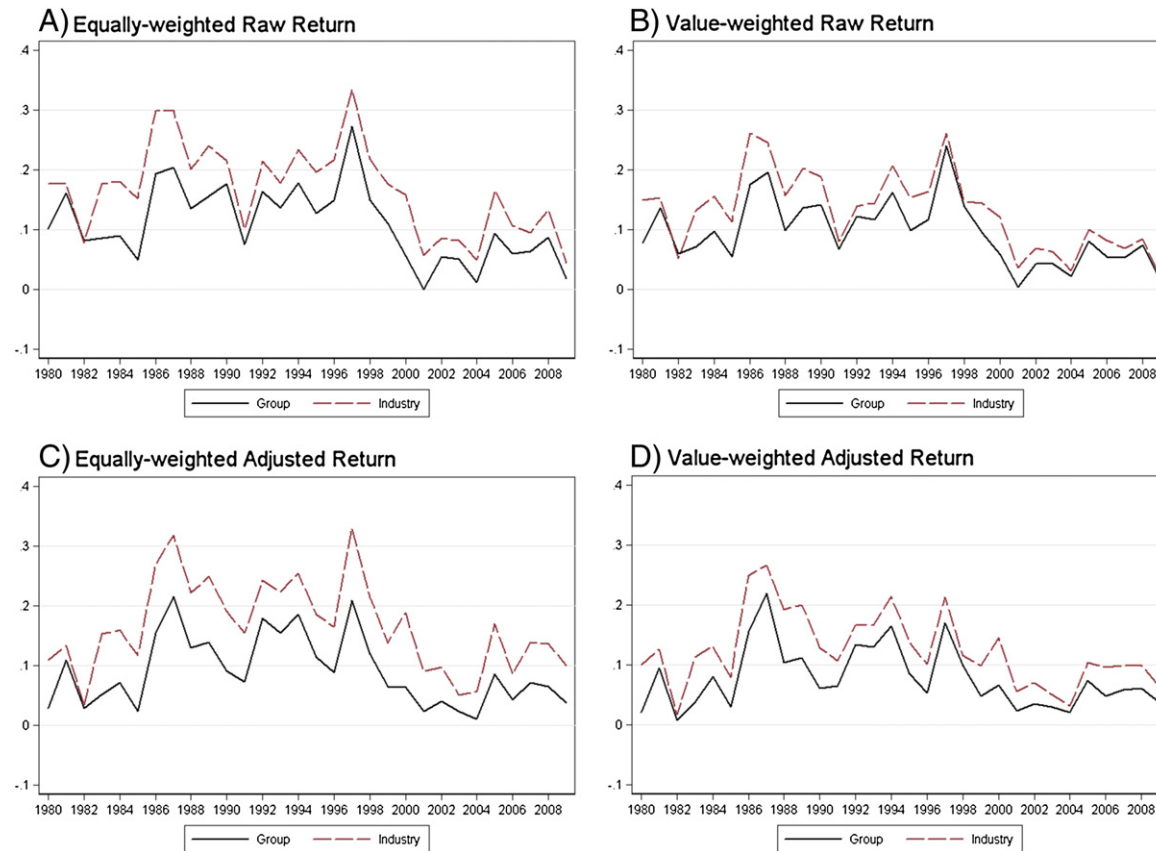 A) Equally-weighted Raw Return
.4
.3
.2
.1
0
-.1
1980 1982 1984 1986 1988 1990 1992 1994 1996 1998 2000 2002 2004 2006 2008
Group Industry
B) Value-weighted Raw Return
.4
.3
.2
.1
0
-.1
1980 1982 1984 1986 1988 1990 1992 1994 1996 1998 2000 2002 2004 2006 2008
Group Industry
C) Equally-weighted Adjusted Return
.4
.3
.2
.1
0
-.1
1980 1982 1984 1986 1988 1990 1992 1994 1996 1998 2000 2002 2004 2006 2008
Group Industry
D) Value-weighted Adjusted Return
.4
.3
.2
.1
0
-.1
1980 1982 1984 1986 1988 1990 1992 1994 1996 1998 2000 2002 2004 2006 2008
Group Industry